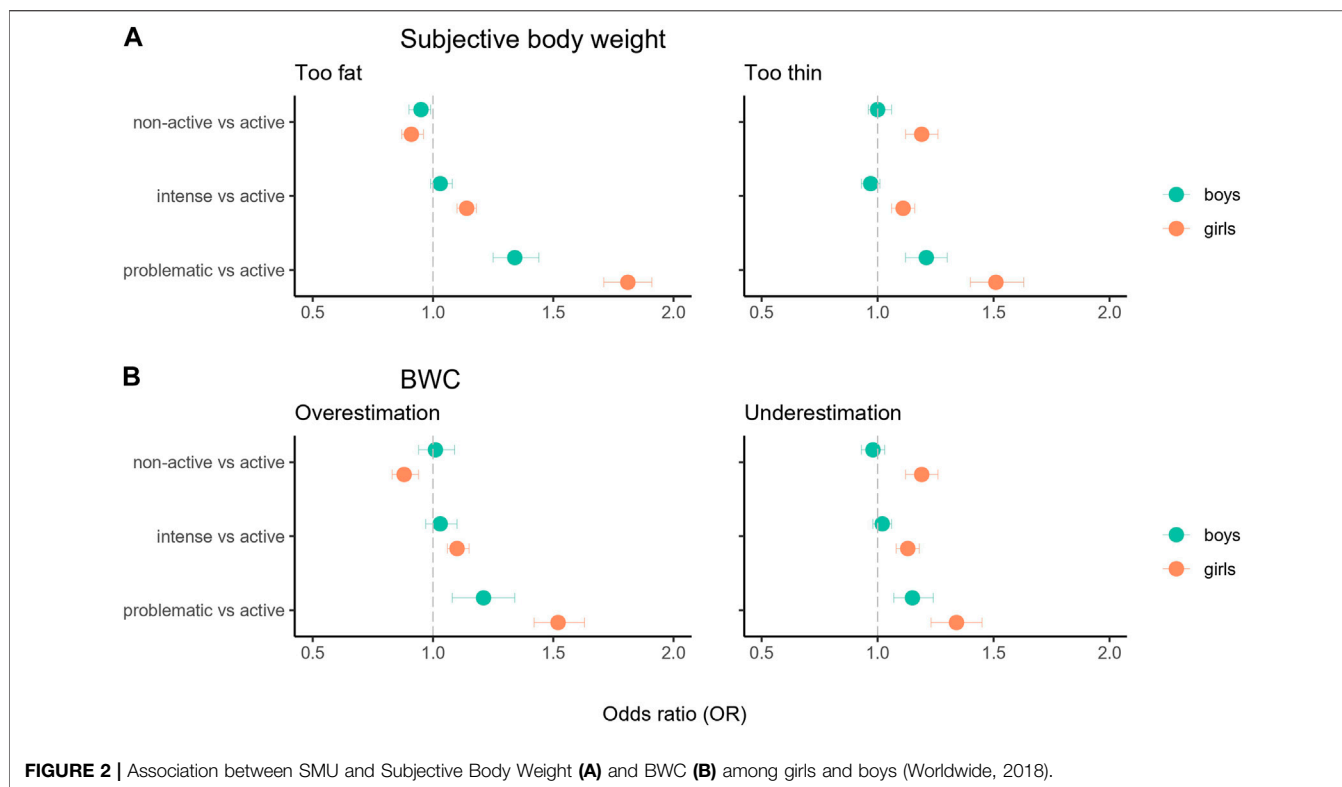 A
Subjective body weight
Too fat
Too thin
non-active vs active
intense vs active
problematic vs active
0.5 1.0 1.5 2.0
0.5 1.0 1.5 2.0
boys
girls
B
BWC
Overestimation
Underestimation
non-active vs active
intense vs active
problematic vs active
0.5 1.0 1.5 2.0
0.5 1.0 1.5 2.0
boys
girls
Odds ratio (OR)
FIGURE 2 | Association between SMU and Subjective Body Weight (A) and BWC (B) among girls and boys (Worldwide, 2018).